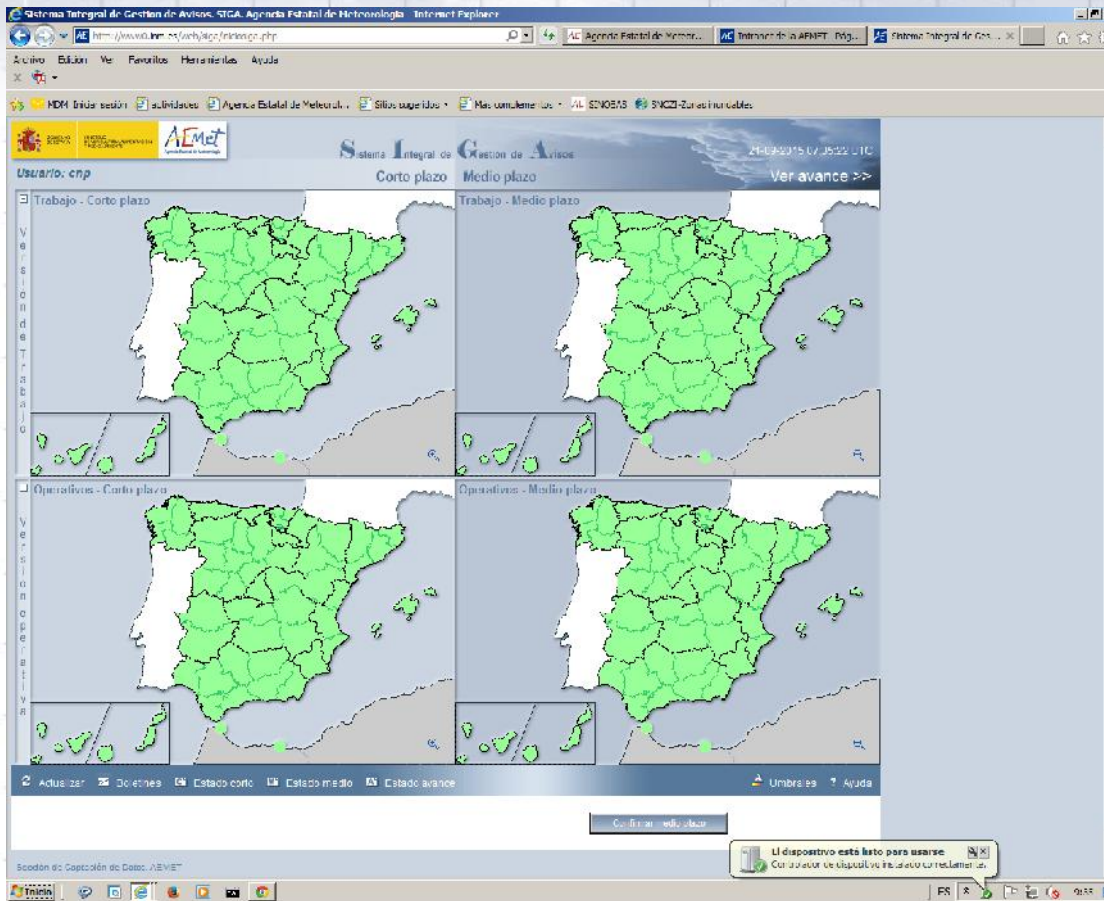 Sistema Integral de Gestion de Avisos. SIGA. Agencia Estatal de Meteorologia - Internet Explorer
Agencia Estatal de Meteor...
Intranet de la AEMET - Pág...
Sistema Integral de Ges...
Archivo Edición Ver Favoritos Herramientas Ayuda
MDM Iniciar sesión actividades Agencia Estatal de Meteorol... Sitios sugeridos Más complementos SINOBAS SNCZI-Zonas inundables
AEMet
Sistema Integral de Gestión de Avisos
Usuario: cnp
Corto plazo Medio plazo
Ver avance >>
Trabajo - Corto plazo
Trabajo - Medio plazo
Versión de Trabajo
Operativos - Corto plazo
Operativos - Medio plazo
Versión operativa
Actualizar Boletines Estado corto Estado medio Estado avance Umbrales ? Ayuda
Confirmar medio plazo
Sección de Captación de Datos. AEMET
El dispositivo está listo para usarse
Controlador de dispositivo instalado correctamente.
Inicio
ES